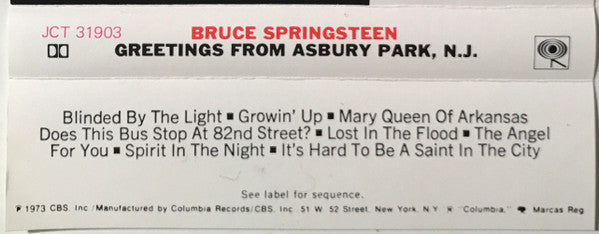 JCT 31903
BRUCE SPRINGSTEEN
GREETINGS FROM ASBURY PARK, N.J.
Blinded By The Light ■ Growin' Up ■ Mary Queen Of Arkansas
Does This Bus Stop At 82nd Street? ■ Lost In The Flood ■ The Angel
For You ■ Spirit In The Night ■ It's Hard To Be A Saint In The City
See label for sequence.
℗ 1973 CBS, Inc./Manufactured by Columbia Records/CBS, Inc. 51 W. 52 Street, New York, N.Y. ® "Columbia," Marcas Reg.